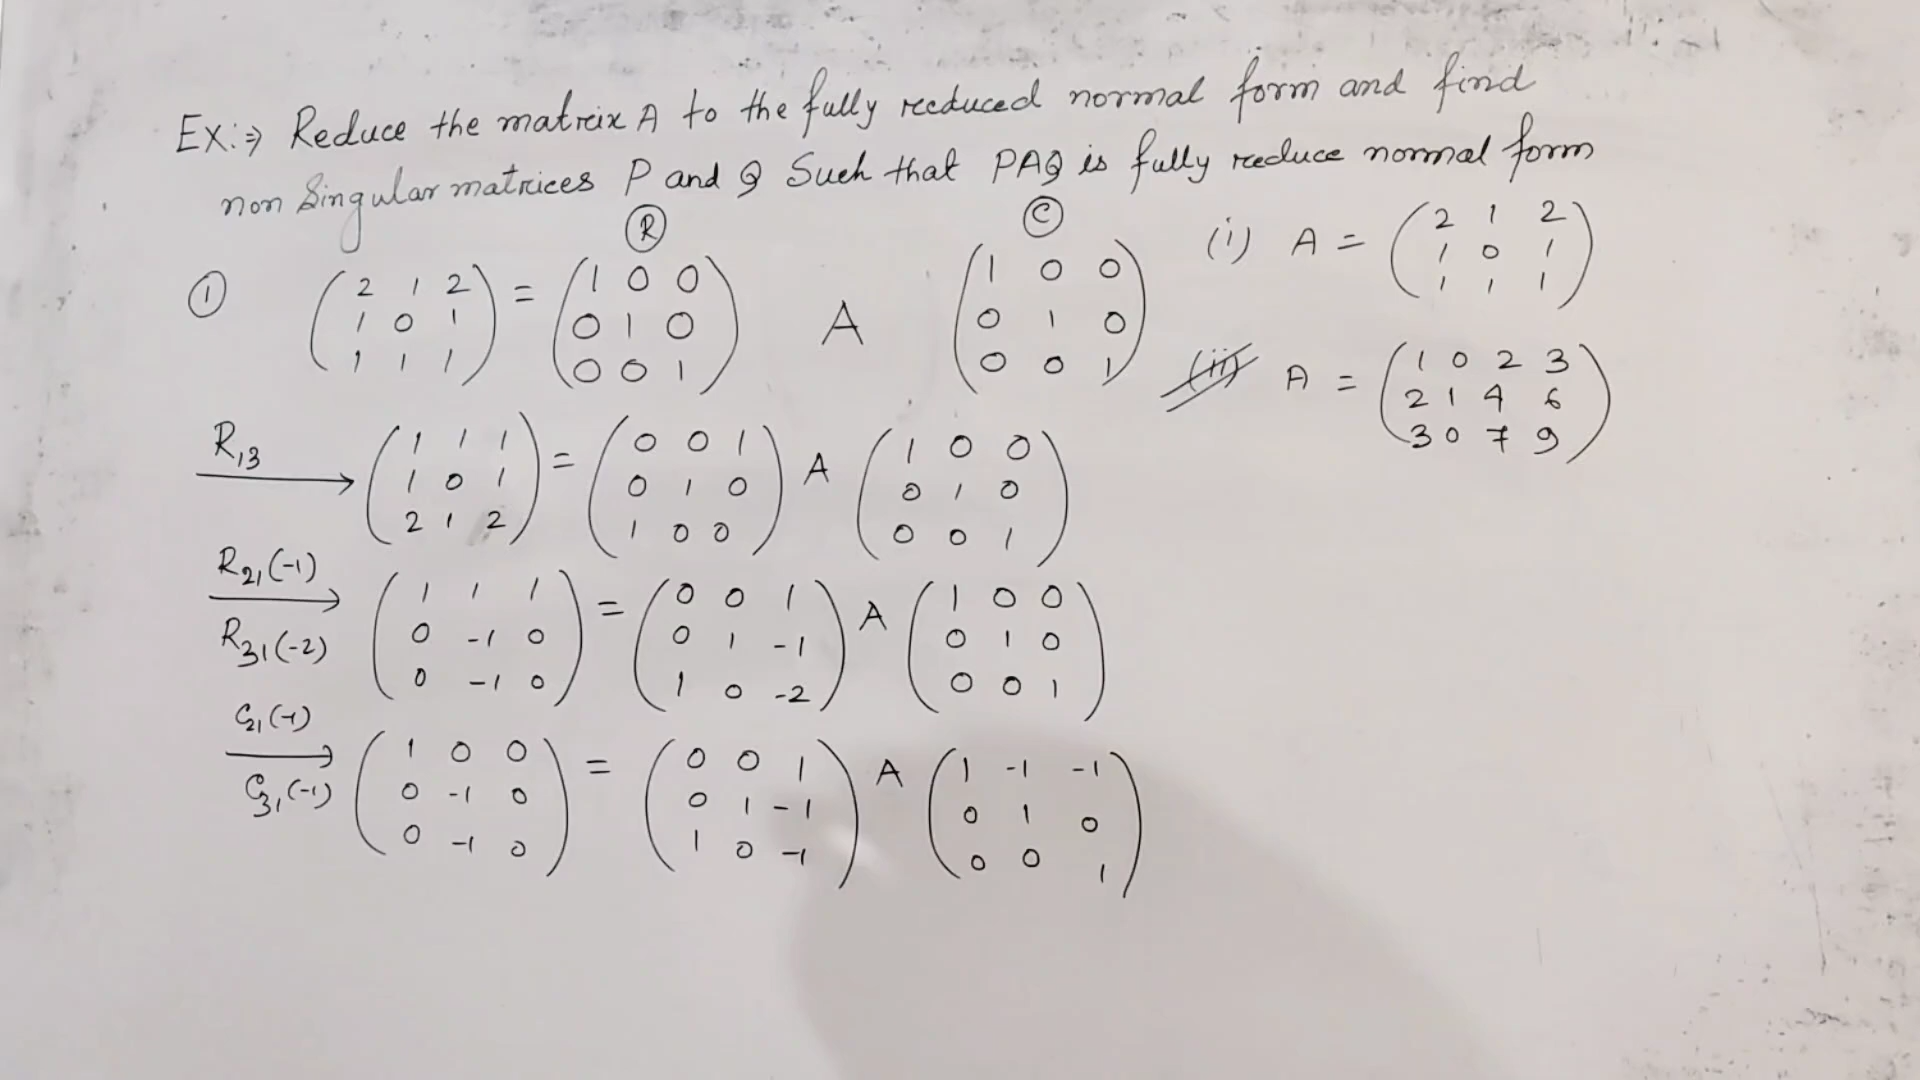 Ex:⇒ Reduce the matrix A to the fully reduced normal form and find
non Singular matrices P and Q Such that PAQ is fully reduce normal form
(R) (C)
(i) A = ( 2 1 2
1 0 1
1 1 1 )
① ( 2 1 2
1 0 1
1 1 1 ) = ( 1 0 0
0 1 0
0 0 1 ) A ( 1 0 0
0 1 0
0 0 1 )
(ii) A = ( 1 0 2 3
2 1 4 6
3 0 7 9 )
R13 → ( 1 1 1
1 0 1
2 1 2 ) = ( 0 0 1
0 1 0
1 0 0 ) A ( 1 0 0
0 1 0
0 0 1 )
R21(-1)
R31(-2) → ( 1 1 1
0 -1 0
0 -1 0 ) = ( 0 0 1
0 1 -1
1 0 -2 ) A ( 1 0 0
0 1 0
0 0 1 )
C21(-1)
C31(-1) → ( 1 0 0
0 -1 0
0 -1 0 ) = ( 0 0 1
0 1 -1
1 0 -1 ) A ( 1 -1 -1
0 1 0
0 0 1 )